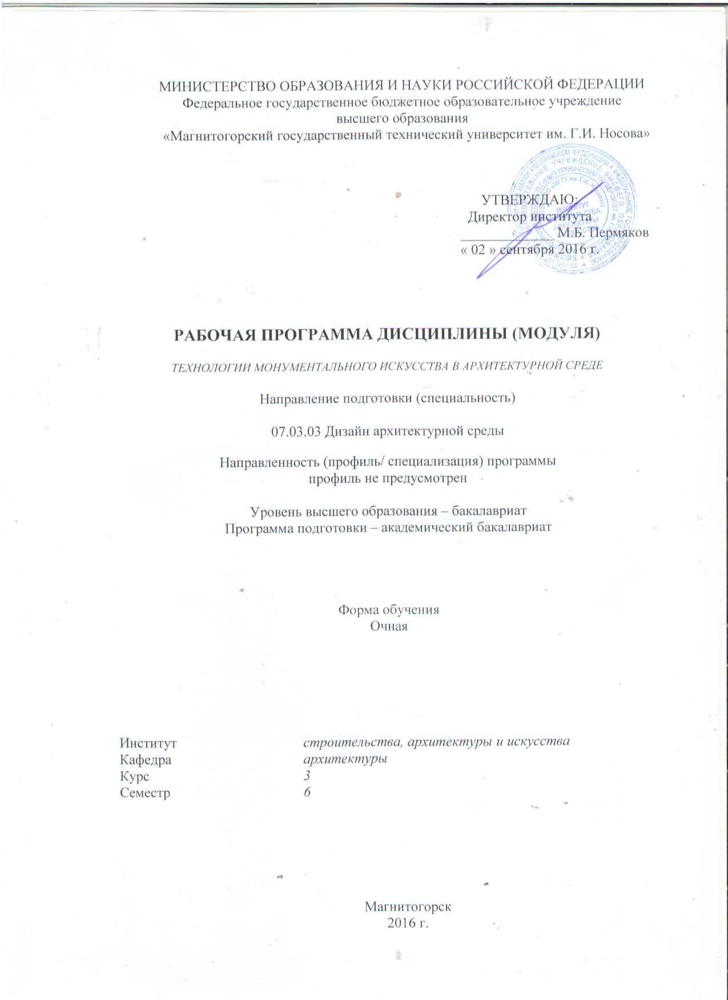 МИНИСТЕРСТВО ОБРАЗОВАНИЯ И НАУКИ РОССИЙСКОЙ ФЕДЕРАЦИИ
Федеральное государственное бюджетное образовательное учреждение
высшего образования
«Магнитогорский государственный технический университет им. Г.И. Носова»
УТВЕРЖДАЮ:
Директор института
М.Б. Пермяков
« 02 » сентября 2016 г.
РАБОЧАЯ ПРОГРАММА ДИСЦИПЛИНЫ (МОДУЛЯ)
ТЕХНОЛОГИИ МОНУМЕНТАЛЬНОГО ИСКУССТВА В АРХИТЕКТУРНОЙ СРЕДЕ
Направление подготовки (специальность)
07.03.03 Дизайн архитектурной среды
Направленность (профиль/ специализация) программы
профиль не предусмотрен
Уровень высшего образования – бакалавриат
Программа подготовки – академический бакалавриат
Форма обучения
Очная
Институт строительства, архитектуры и искусства
Кафедра архитектуры
Курс 3
Семестр 6
Магнитогорск
2016 г.